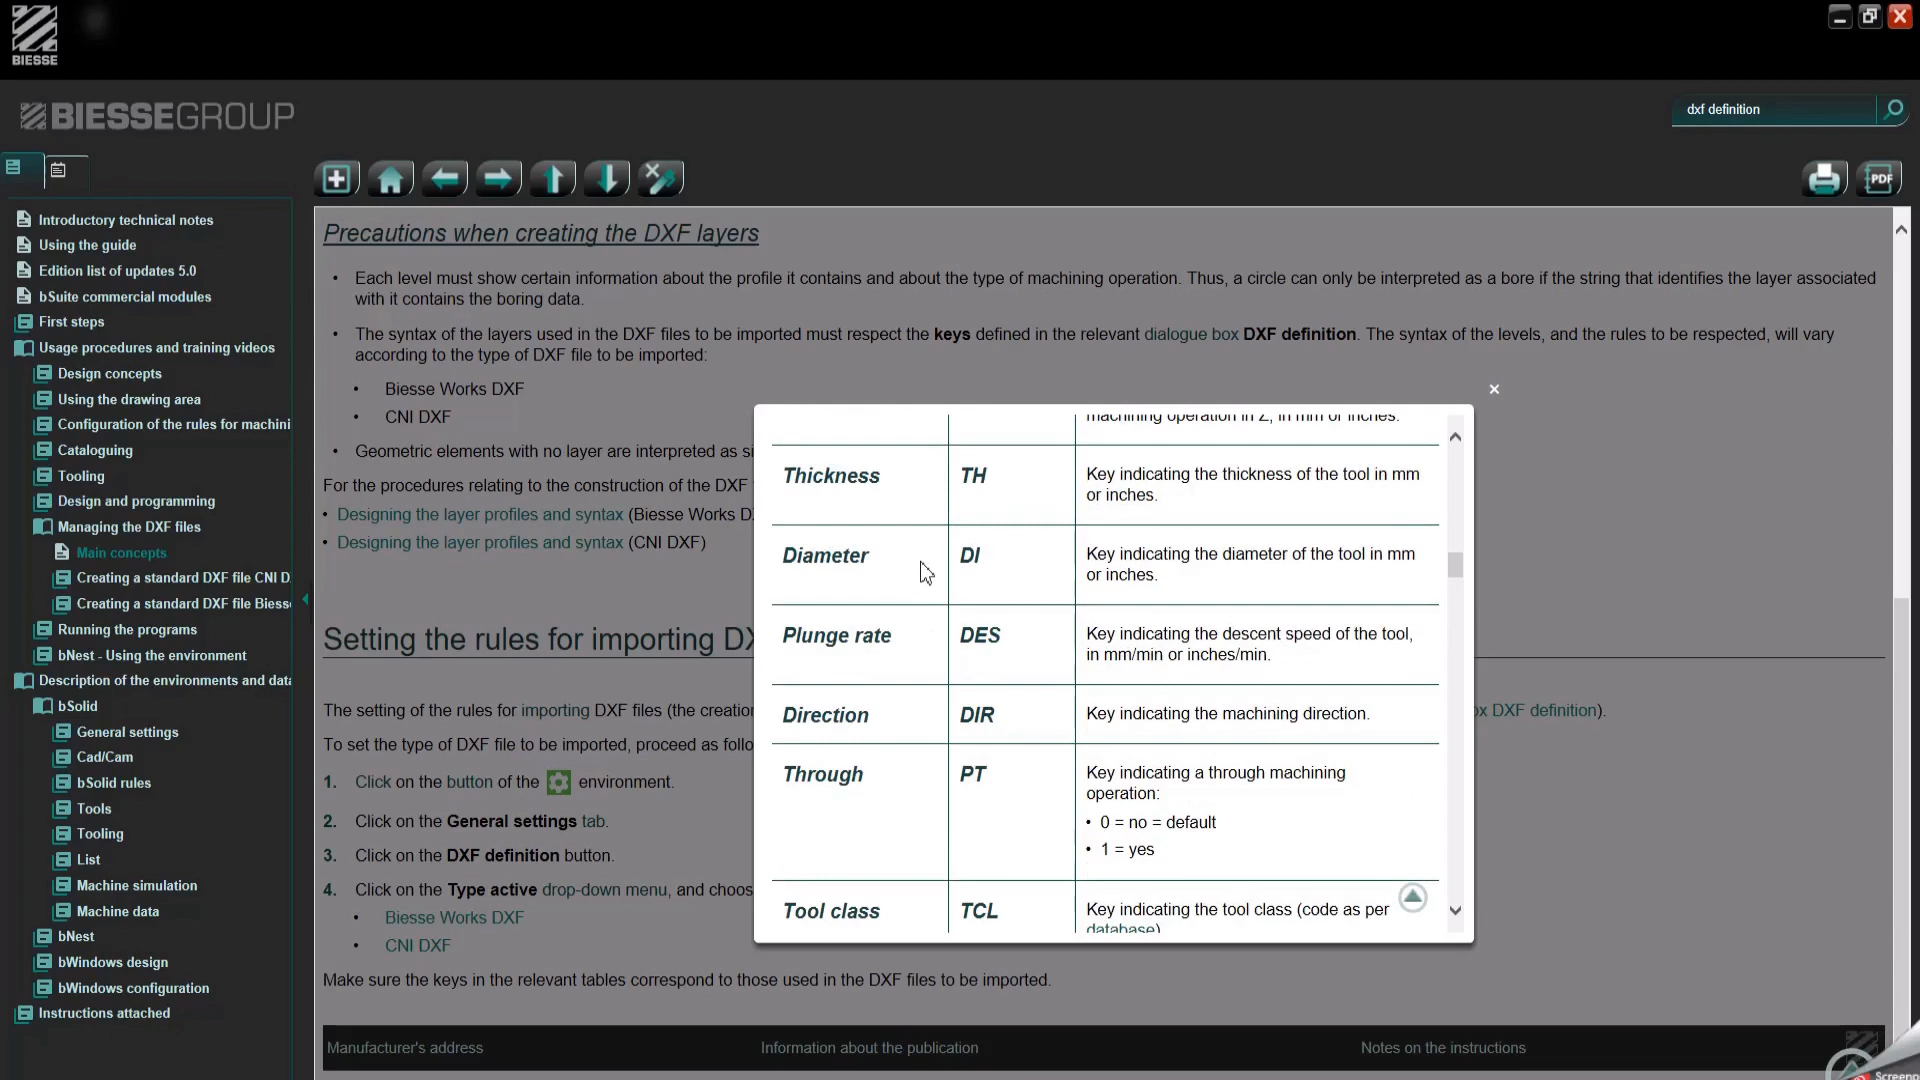 BIESSE
BIESSEGROUP
dxf definition
PDF
Introductory technical notes
Using the guide
Edition list of updates 5.0
bSuite commercial modules
First steps
Usage procedures and training videos
Design concepts
Using the drawing area
Configuration of the rules for machini
Cataloguing
Tooling
Design and programming
Managing the DXF files
Main concepts
Creating a standard DXF file CNI D
Creating a standard DXF file Biesse
Running the programs
bNest - Using the environment
Description of the environments and data
bSolid
General settings
Cad/Cam
bSolid rules
Tools
Tooling
List
Machine simulation
Machine data
bNest
bWindows design
bWindows configuration
Instructions attached
Precautions when creating the DXF layers
• Each level must show certain information about the profile it contains and about the type of machining operation. Thus, a circle can only be interpreted as a bore if the string that identifies the layer associated
with it contains the boring data.
• The syntax of the layers used in the DXF files to be imported must respect the keys defined in the relevant dialogue box DXF definition. The syntax of the levels, and the rules to be respected, will vary
according to the type of DXF file to be imported:
• Biesse Works DXF
• CNI DXF
• Geometric elements with no layer are interpreted as si
For the procedures relating to the construction of the DXF
• Designing the layer profiles and syntax (Biesse Works D
• Designing the layer profiles and syntax (CNI DXF)
Setting the rules for importing DX
The setting of the rules for importing DXF files (the creation
x DXF definition).
To set the type of DXF file to be imported, proceed as follo
1. Click on the button of the environment.
2. Click on the General settings tab.
3. Click on the DXF definition button.
4. Click on the Type active drop-down menu, and choos
• Biesse Works DXF
• CNI DXF
Make sure the keys in the relevant tables correspond to those used in the DXF files to be imported.
machining operation in Z, in mm or inches.
Thickness TH Key indicating the thickness of the tool in mm
or inches.
Diameter DI Key indicating the diameter of the tool in mm
or inches.
Plunge rate DES Key indicating the descent speed of the tool,
in mm/min or inches/min.
Direction DIR Key indicating the machining direction.
Through PT Key indicating a through machining
operation:
• 0 = no = default
• 1 = yes
Tool class TCL Key indicating the tool class (code as per
database)
Manufacturer's address Information about the publication Notes on the instructions